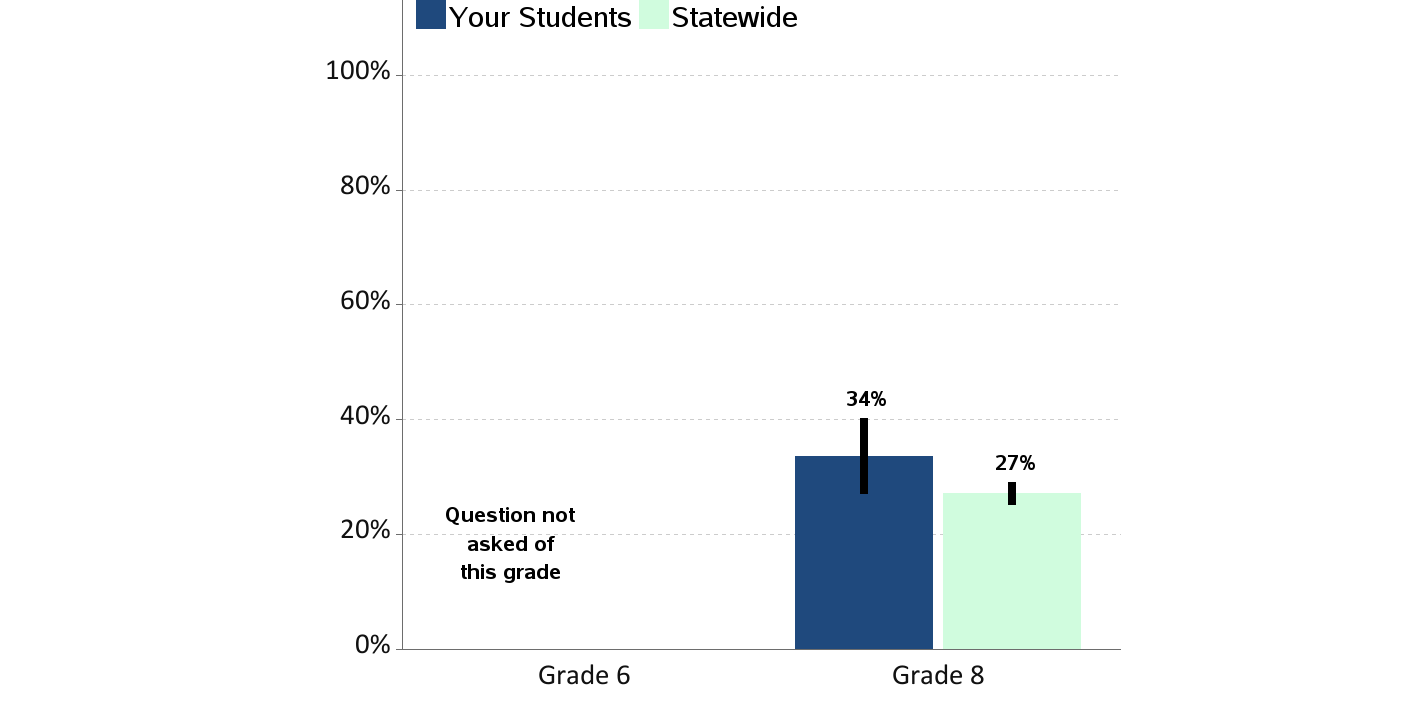 Your Students Statewide
100%
80%
60%
40%
20%
0%
34%
27%
Question not
asked of
this grade
Grade 6 Grade 8